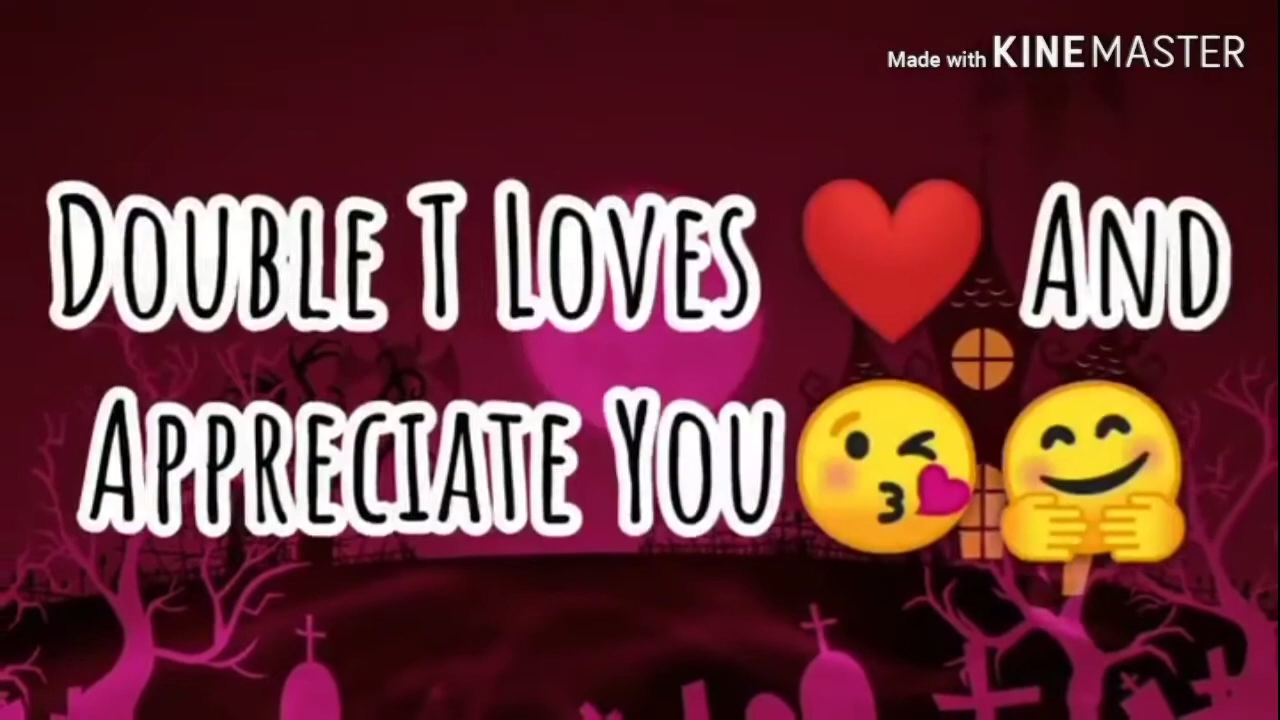 Made with KINEMASTER
Double T Loves ❤️ And
Appreciate You😘🤗